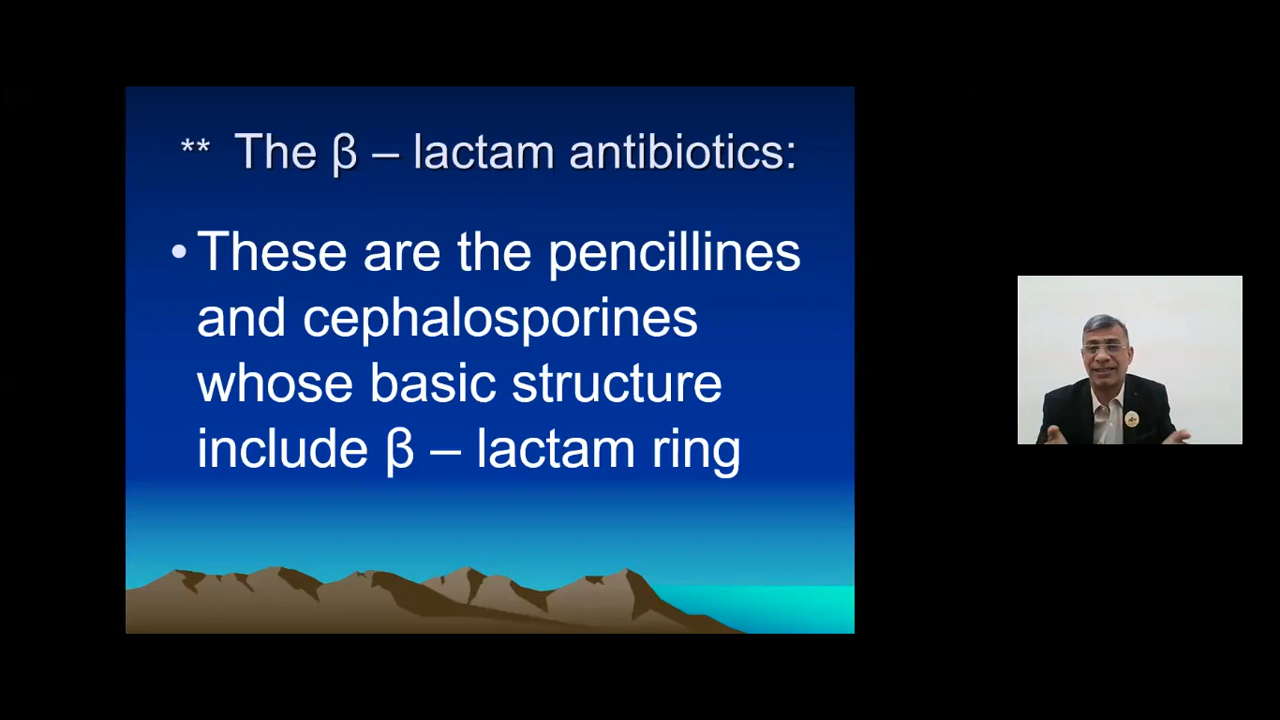 ** The β – lactam antibiotics:
• These are the pencillines
and cephalosporines
whose basic structure
include β – lactam ring